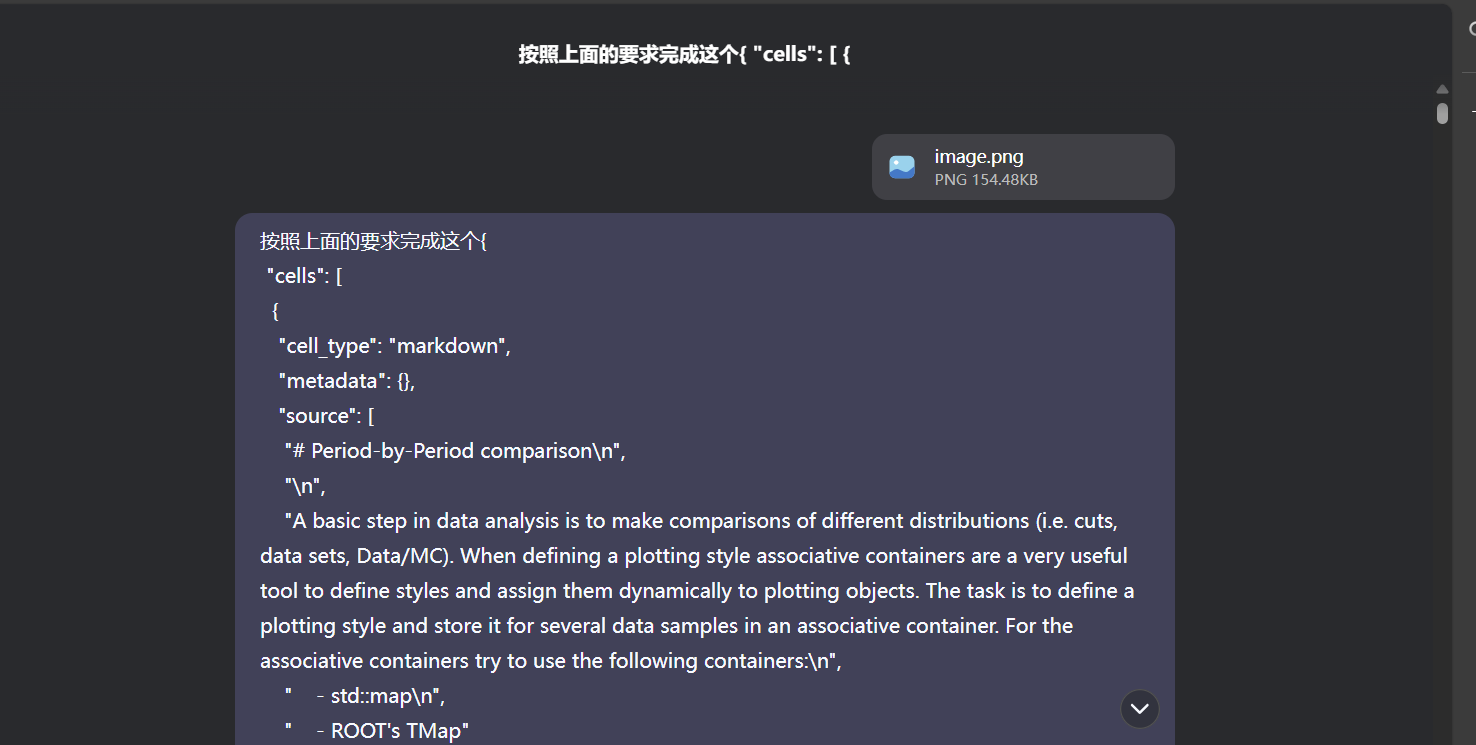 按照上面的要求完成这个{ "cells": [ {
image.png
PNG 154.48KB
按照上面的要求完成这个{
"cells": [
{
"cell_type": "markdown",
"metadata": {},
"source": [
"# Period-by-Period comparison\n",
"\n",
"A basic step in data analysis is to make comparisons of different distributions (i.e. cuts,
data sets, Data/MC). When defining a plotting style associative containers are a very useful
tool to define styles and assign them dynamically to plotting objects. The task is to define a
plotting style and store it for several data samples in an associative container. For the
associative containers try to use the following containers:\n",
" - std::map\n",
" - ROOT's TMap"